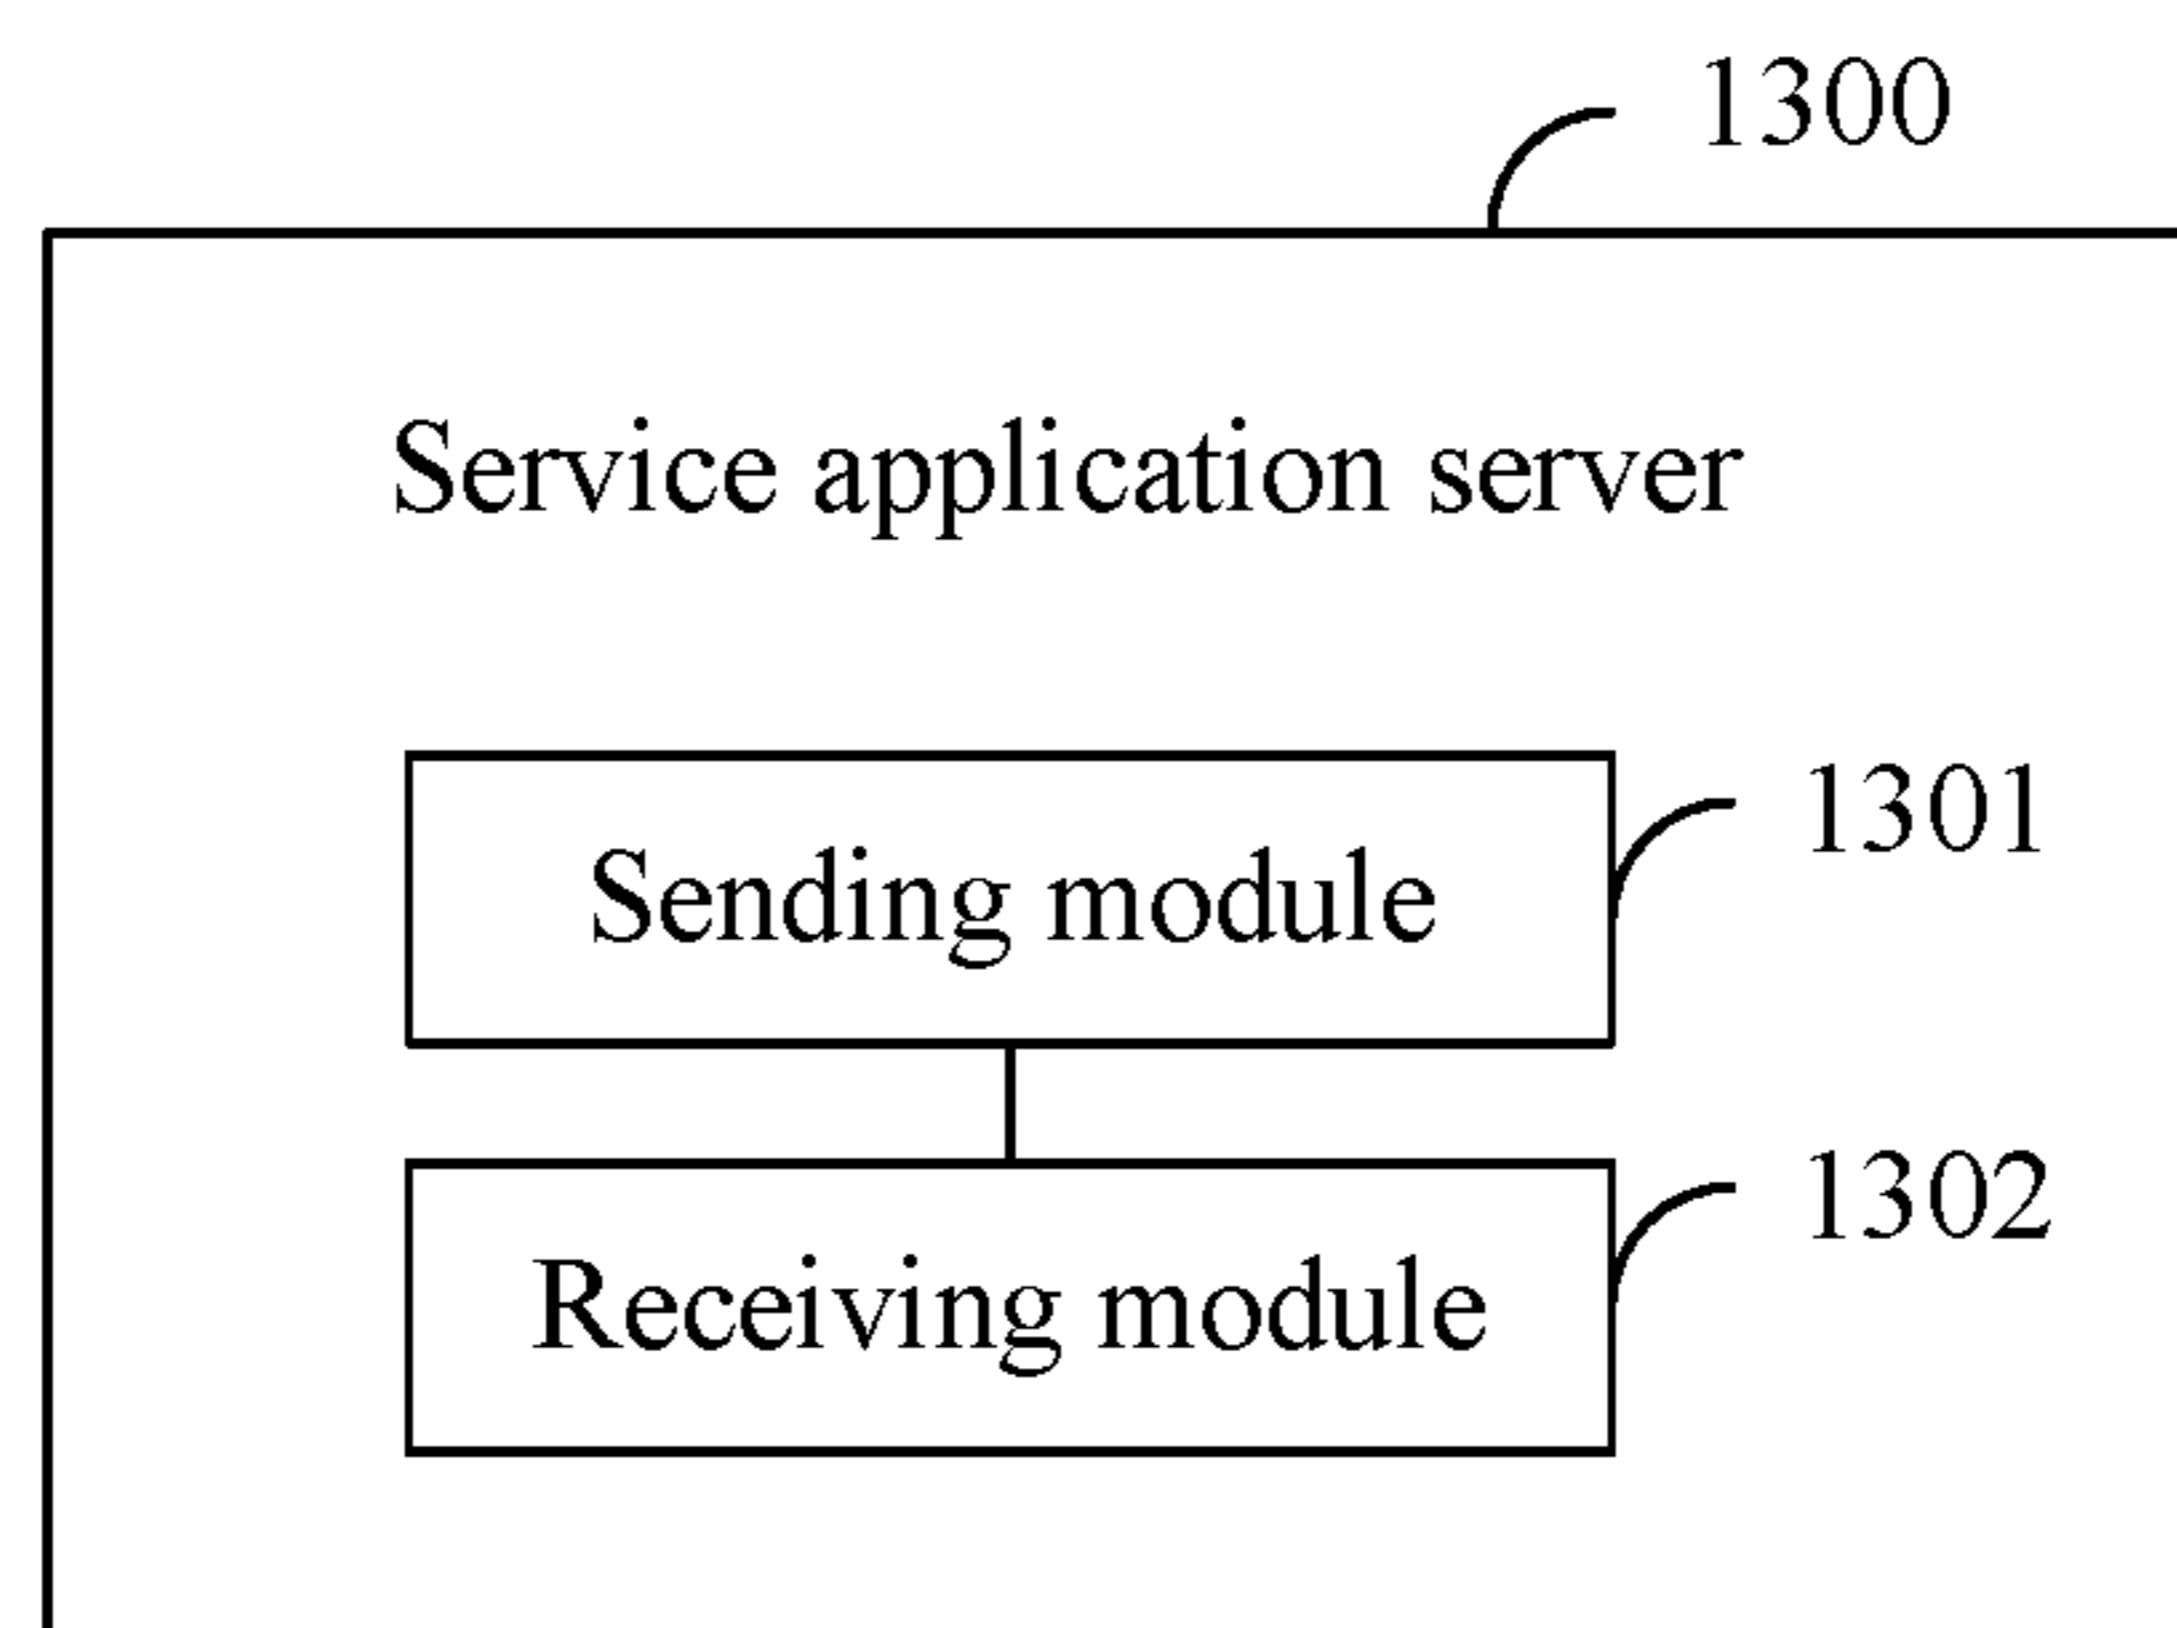 1300
Service application server
1301
Sending module
1302
Receiving module